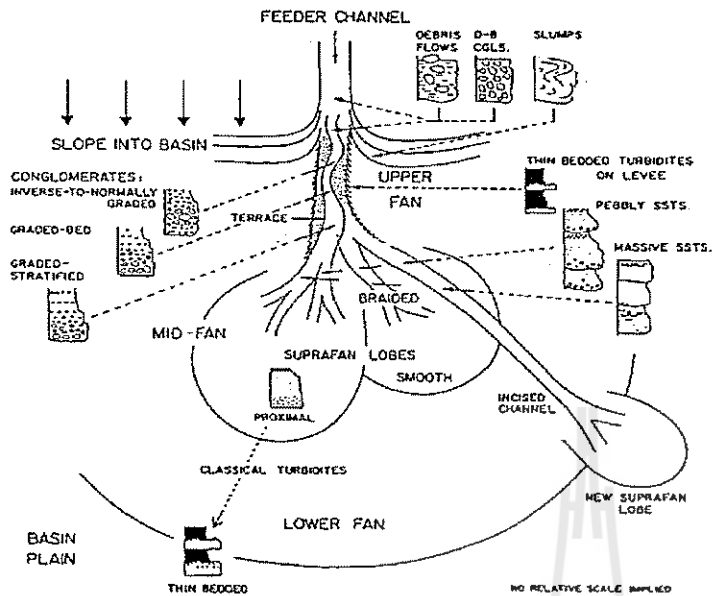 FEEDER CHANNEL
DEBRIS
FLOWS
D-B
CGLS.
SLUMPS
SLOPE INTO BASIN
CONGLOMERATES:
INVERSE-TO-NORMALLY
GRADED
GRADED-BED
GRADED-
STRATIFIED
TERRACE
UPPER
FAN
THIN BEDDED TURBIDITES
ON LEVEE
PEBBLY SSTS.
MASSIVE SSTS.
BRAIDED
MID-FAN
SUPRAFAN LOBES
SMOOTH
PROXIMAL
INCISED
CHANNEL
CLASSICAL TURBIDITES
NEW SUPRAFAN
LOBE
LOWER FAN
BASIN
PLAIN
THIN BEDDED
NO RELATIVE SCALE IMPLIED